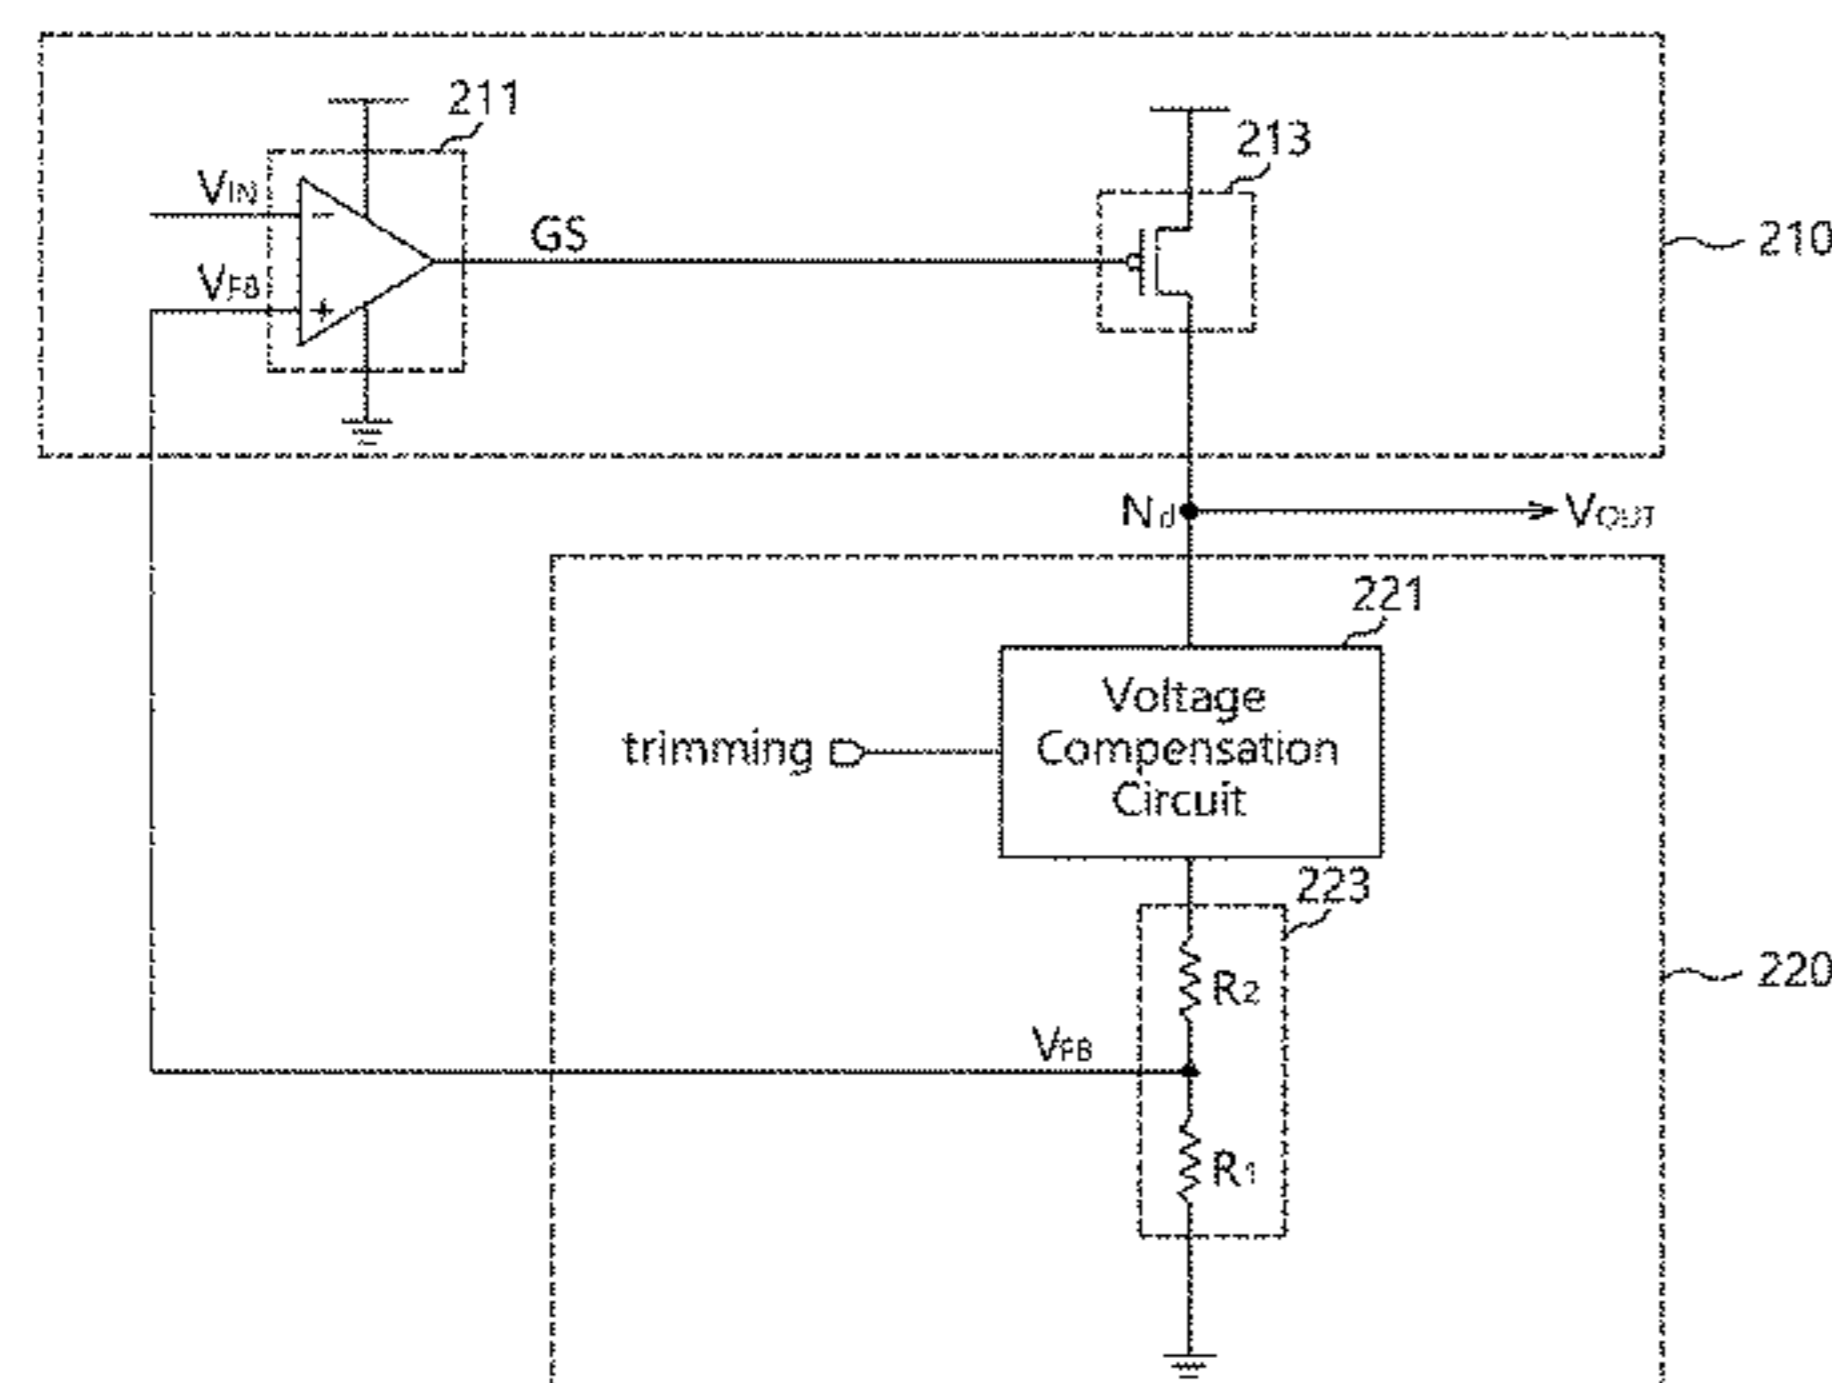 211
213
VIN
−
GS
210
VFB
+
Nd
VOUT
221
Voltage
trimming
Compensation
Circuit
223
R2
220
VFB
R1